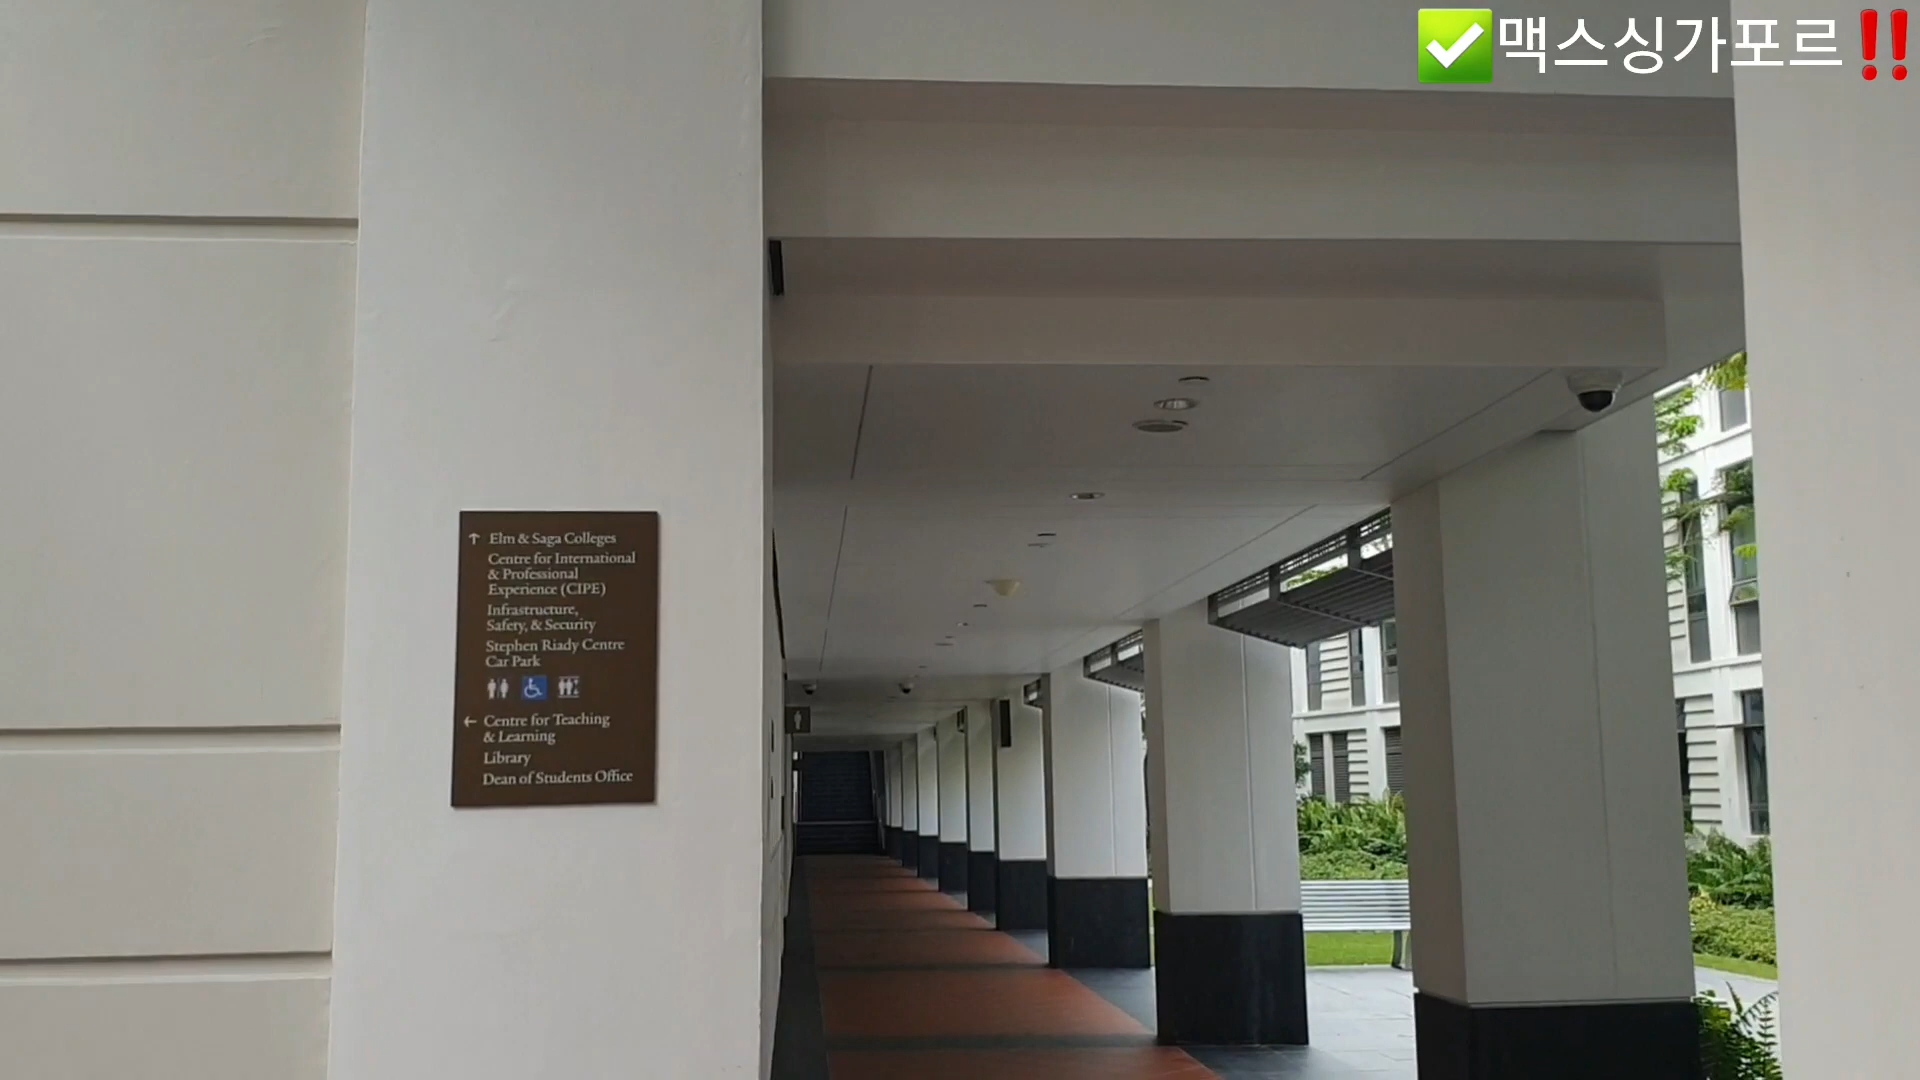 ✅맥스싱가포르‼️
↑ Elm & Saga Colleges
Centre for International
& Professional
Experience (CIPE)
Infrastructure,
Safety, & Security
Stephen Riady Centre
Car Park
← Centre for Teaching
& Learning
Library
Dean of Students Office